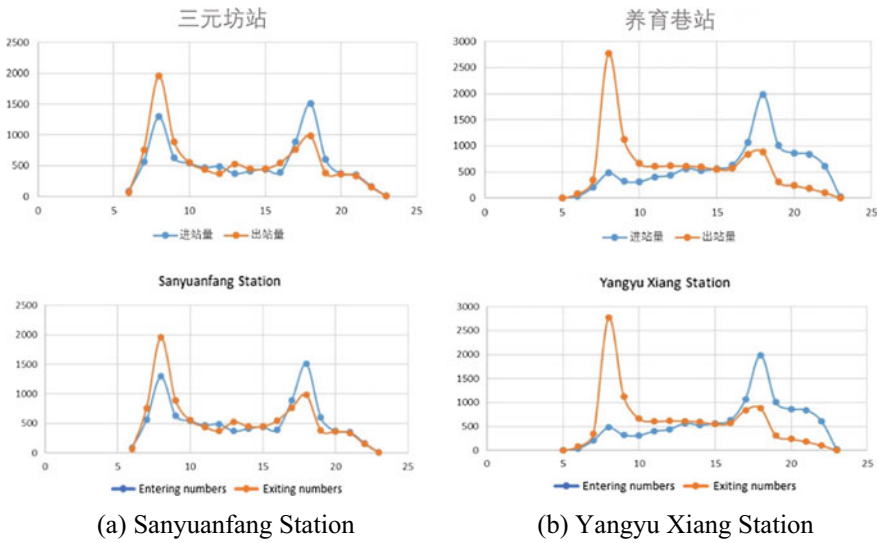 三元坊站
2500
2000
1500
1000
500
0
0 5 10 15 20 25
进站量 出站量
养育巷站
3000
2500
2000
1500
1000
500
0
0 5 10 15 20 25
进站量 出站量
Sanyuanfang Station
2500
2000
1500
1000
500
0
0 5 10 15 20 25
Entering numbers Exiting numbers
(a) Sanyuanfang Station
Yangyu Xiang Station
3000
2500
2000
1500
1000
500
0
0 5 10 15 20 25
Entering numbers Exiting numbers
(b) Yangyu Xiang Station